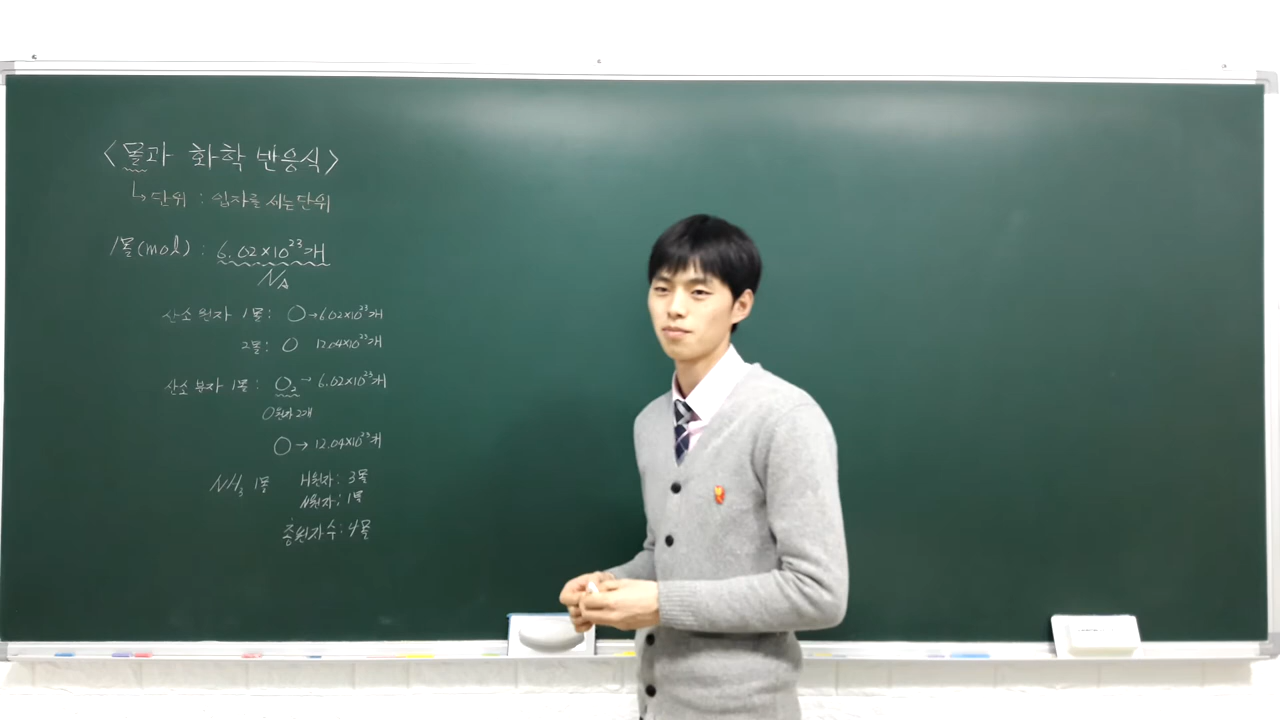 <몰과 화학 반응식>
↳ 단위 : 입자를 세는 단위
1몰(mol) : 6.02×10²³개
N_A
산소 원자 1몰: O → 6.02×10²³개
2몰: O 12.04×10²³개
산소 분자 1몰: O₂ → 6.02×10²³개
O원자 2개
O → 12.04×10²³개
NH₃ 1몽 H원자: 3몰
N원자: 1몰
총원자수: 4몰